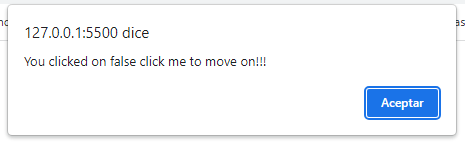 127.0.0.1:5500 dice
You clicked on false click me to move on!!!
Aceptar